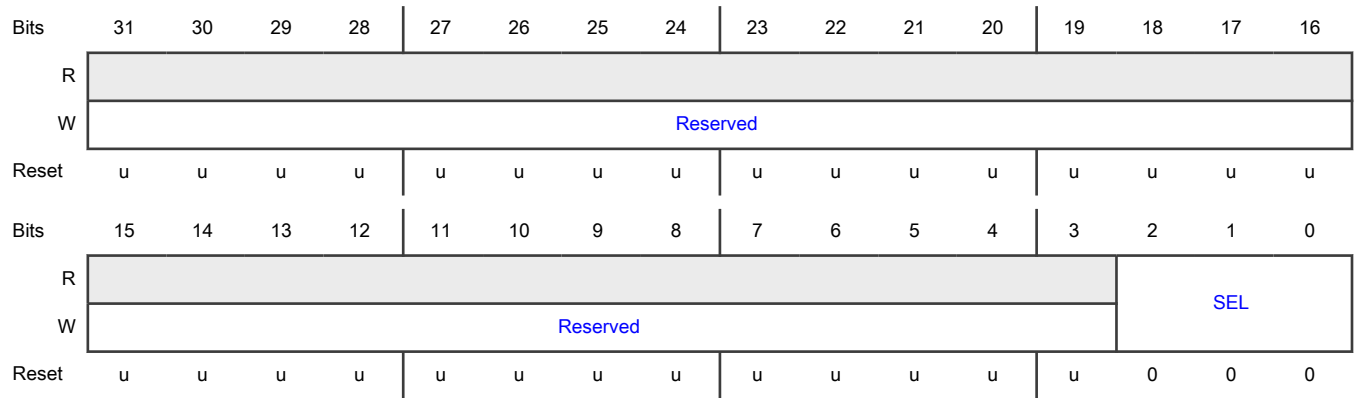 Bits 31 30 29 28 27 26 25 24 23 22 21 20 19 18 17 16
R
W Reserved
Reset u u u u u u u u u u u u u u u u
Bits 15 14 13 12 11 10 9 8 7 6 5 4 3 2 1 0
R
SEL
W Reserved
Reset u u u u u u u u u u u u u 0 0 0